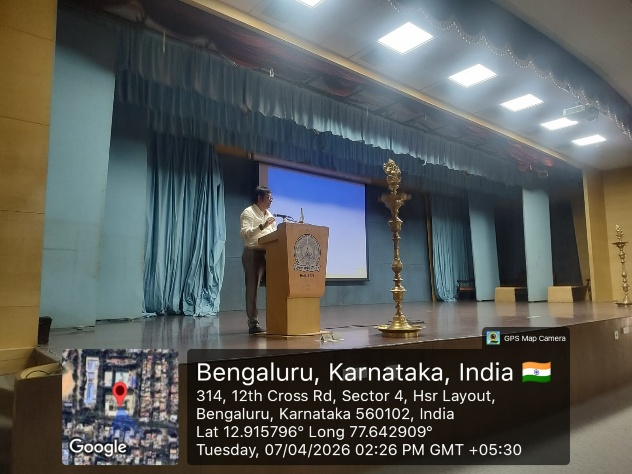 GPS Map Camera
Bengaluru, Karnataka, India
314, 12th Cross Rd, Sector 4, Hsr Layout,
Bengaluru, Karnataka 560102, India
Lat 12.915796° Long 77.642909°
Tuesday, 07/04/2026 02:26 PM GMT +05:30
Google